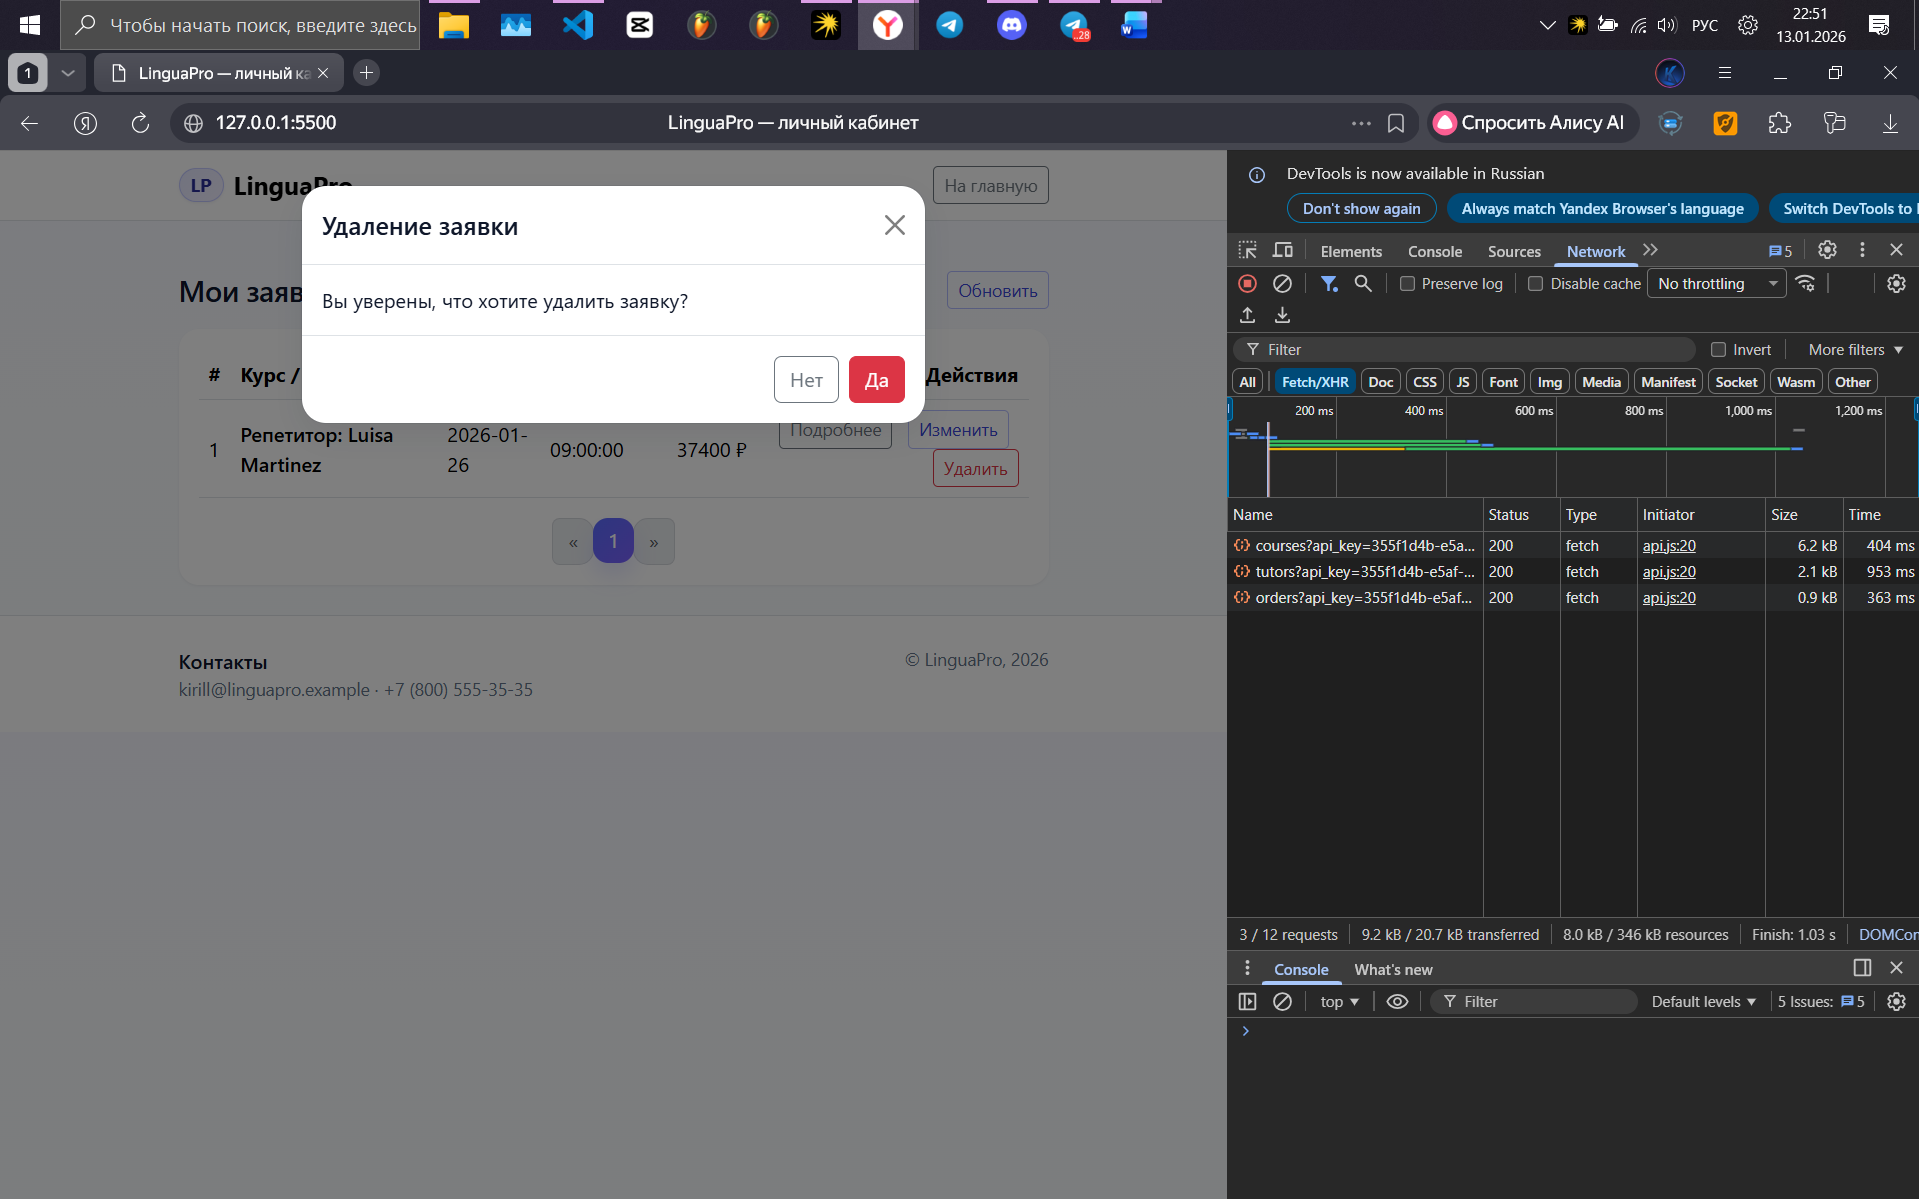 Чтобы начать поиск, введите здесь
..28
РУС
22:51
13.01.2026
1
LinguaPro — личный ка
127.0.0.1:5500
LinguaPro — личный кабинет
Спросить Алису AI
LP
LinguaPro
На главную
Удаление заявки
Вы уверены, что хотите удалить заявку?
Нет
Да
Мои заяв
Обновить
#
Курс /
Действия
1
Репетитор: Luisa
Martinez
2026-01-
26
09:00:00
37400 ₽
Подробнее
Изменить
Удалить
«
1
»
Контакты
kirill@linguapro.example · +7 (800) 555-35-35
© LinguaPro, 2026
DevTools is now available in Russian
Don't show again
Always match Yandex Browser's language
Switch DevTools to
Elements
Console
Sources
Network
5
Preserve log
Disable cache
No throttling
Filter
Invert
More filters
All
Fetch/XHR
Doc
CSS
JS
Font
Img
Media
Manifest
Socket
Wasm
Other
200 ms
400 ms
600 ms
800 ms
1,000 ms
1,200 ms
Name
Status
Type
Initiator
Size
Time
courses?api_key=355f1d4b-e5a...
200
fetch
api.js:20
6.2 kB
404 ms
tutors?api_key=355f1d4b-e5af-...
200
fetch
api.js:20
2.1 kB
953 ms
orders?api_key=355f1d4b-e5af...
200
fetch
api.js:20
0.9 kB
363 ms
3 / 12 requests
9.2 kB / 20.7 kB transferred
8.0 kB / 346 kB resources
Finish: 1.03 s
DOMCon
Console
What's new
top
Filter
Default levels
5 Issues:
5